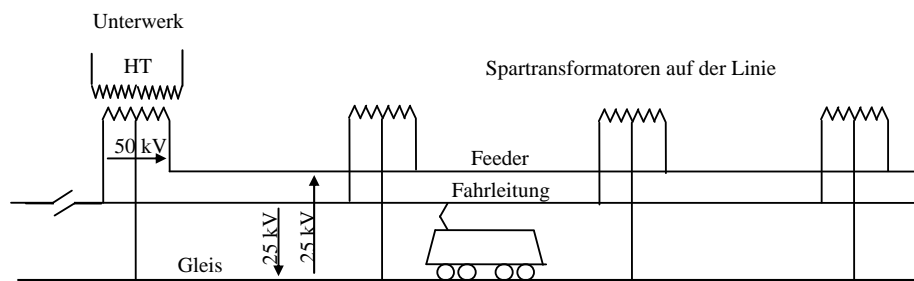 Unterwerk
HT
Spartransformatoren auf der Linie
50 kV
Feeder
Fahrleitung
25 kV
25 kV
Gleis